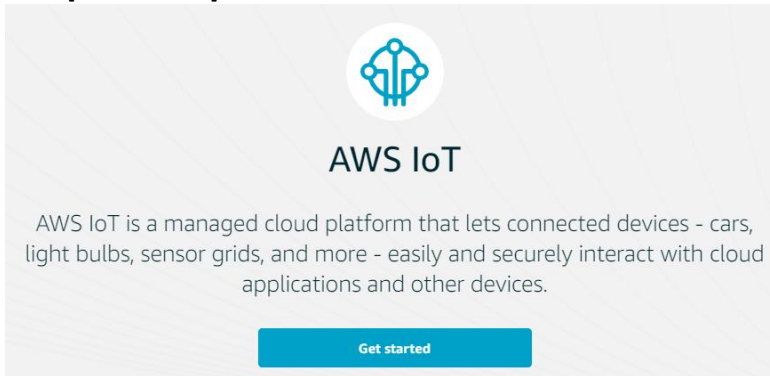 AWS IoT
AWS IoT is a managed cloud platform that lets connected devices - cars,
light bulbs, sensor grids, and more - easily and securely interact with cloud
applications and other devices.
Get started